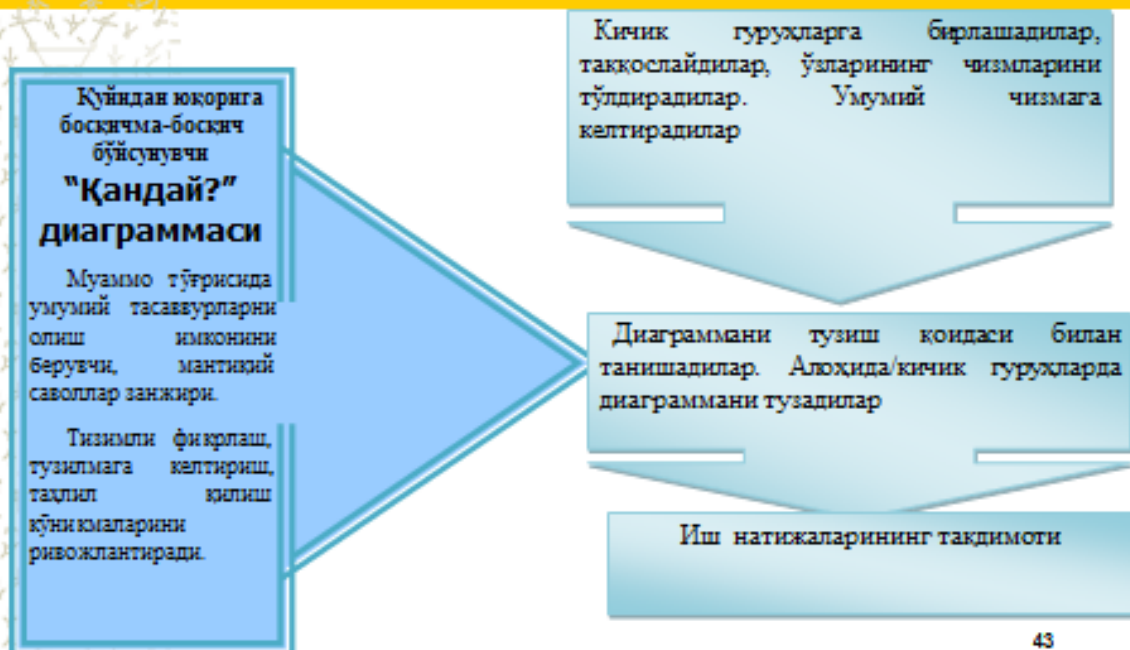 Қуйидан юқорига
босқичма-босқич
бўйсунувчи
“Қандай?”
диаграммаси
Муаммо тўғрисида
умумий тасаввурларни
олиш имконини
берувчи, мантиқий
саволлар занжири.
Тизимли фикрлаш,
тузилмага келтириш,
таҳлил қилиш
кўникмаларини
ривожлантиради.
Кичик гуруҳларга бирлашадилар,
таққослайдилар, ўзларининг чизмларини
тўлдирадилар. Умумий чизмага
келтирадилар
Диаграммани тузиш қоидаси билан
танишадилар. Алоҳида/кичик гуруҳларда
диаграммани тузадилар
Иш натижаларининг тақдимоти
43